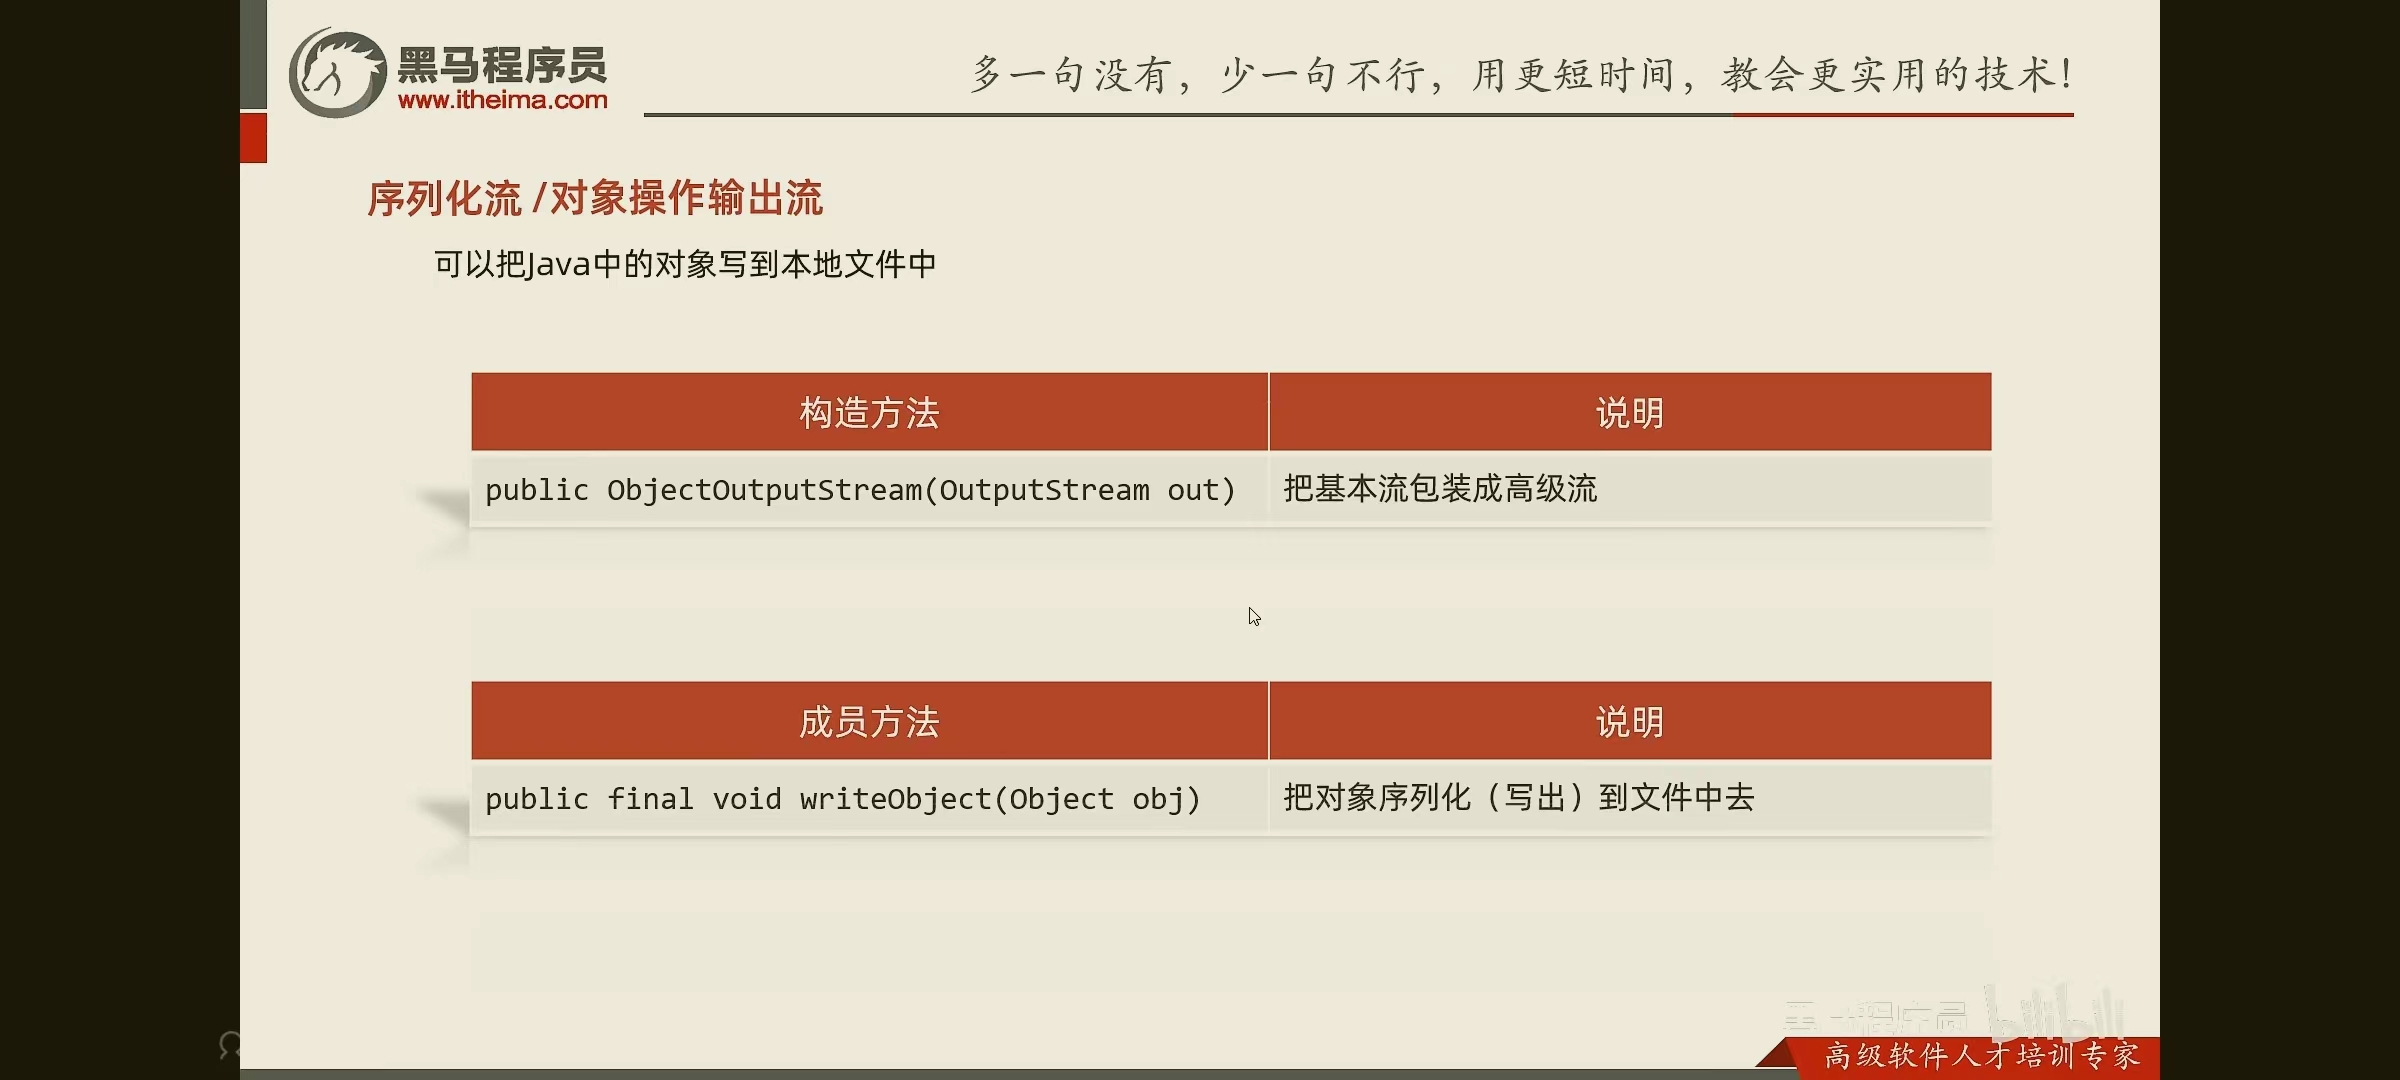 黑马程序员
www.itheima.com
多一句没有，少一句不行，用更短时间，教会更实用的技术！
序列化流 /对象操作输出流
可以把Java中的对象写到本地文件中
构造方法 说明
public ObjectOutputStream(OutputStream out) 把基本流包装成高级流
成员方法 说明
public final void writeObject(Object obj) 把对象序列化（写出）到文件中去
bilibili
高级软件人才培训专家